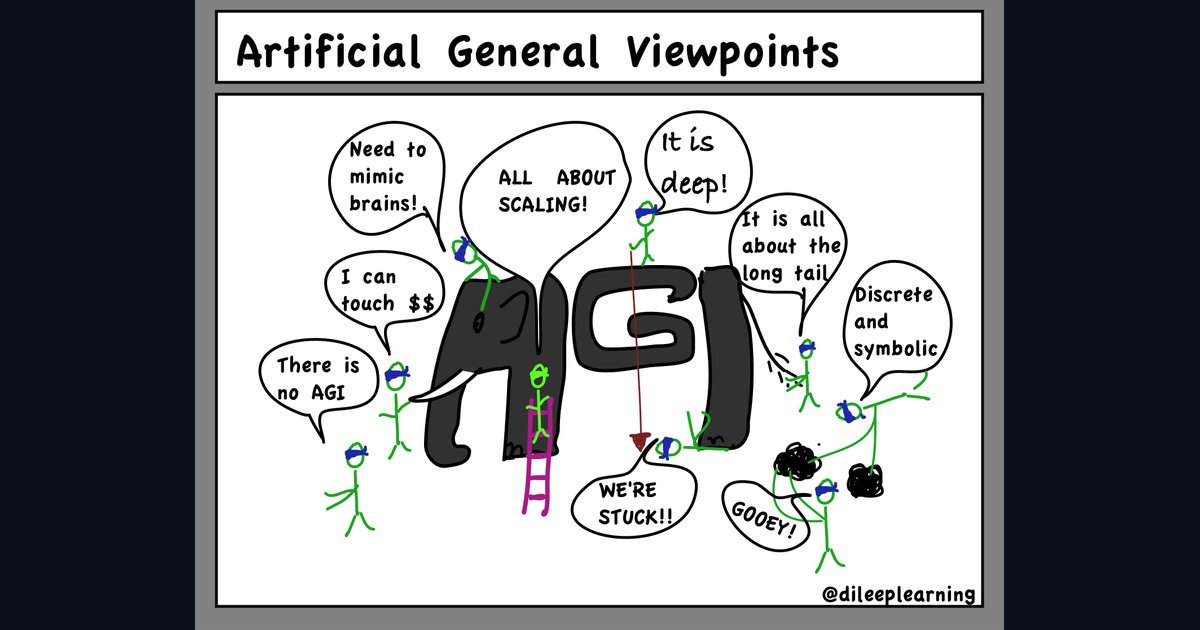 Artificial General Viewpoints
Need to
mimic
brains!
ALL ABOUT
SCALING!
It is
deep!
It is all
about the
long tail
I can
touch $$
Discrete
and
symbolic
There is
no AGI
AGI
WE'RE
STUCK!!
GOOEY!
@dileeplearning